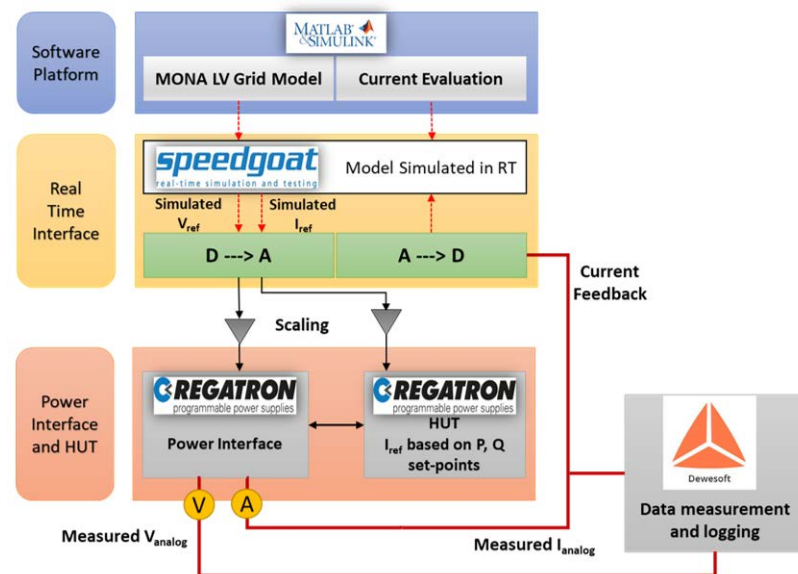 Software
Platform
MATLAB®
&SIMULINK®
MONA LV Grid Model
Current Evaluation
Real
Time
Interface
speedgoat
real-time simulation and testing
Model Simulated in RT
Simulated
Vref
Simulated
Iref
D ---> A
A ---> D
Current
Feedback
Scaling
Power
Interface
and HUT
REGATRON
programmable power supplies
Power Interface
REGATRON
programmable power supplies
HUT
Iref based on P, Q
set-points
V
A
Measured Vanalog
Measured Ianalog
Dewesoft
Data measurement
and logging